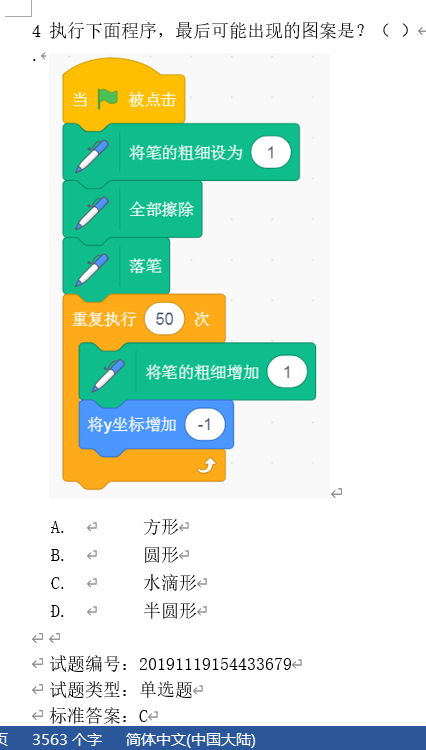 4 执行下面程序，最后可能出现的图案是？（ ）
.
当 被点击
将笔的粗细设为 1
全部擦除
落笔
重复执行 50 次
将笔的粗细增加 1
将y坐标增加 -1
A. 方形
B. 圆形
C. 水滴形
D. 半圆形
试题编号：20191119154433679
试题类型：单选题
标准答案：C
页 3563 个字 简体中文(中国大陆)